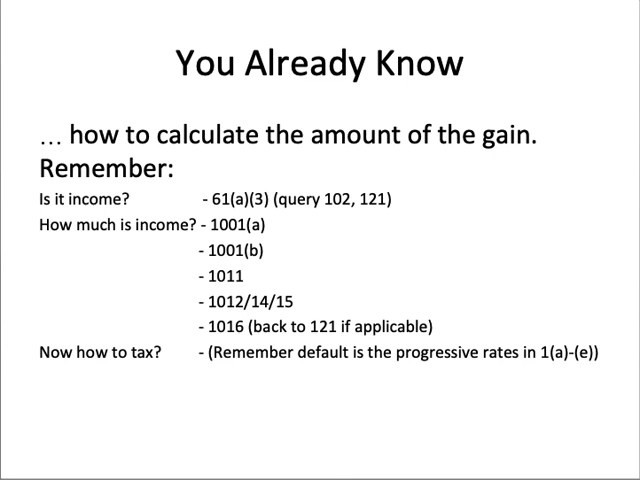 You Already Know
… how to calculate the amount of the gain.
Remember:
Is it income? - 61(a)(3) (query 102, 121)
How much is income? - 1001(a)
- 1001(b)
- 1011
- 1012/14/15
- 1016 (back to 121 if applicable)
Now how to tax? - (Remember default is the progressive rates in 1(a)-(e))